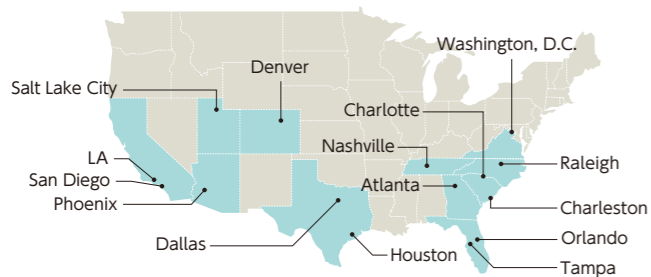 Washington, D.C.
Denver
Salt Lake City
Charlotte
Nashville
LA
Raleigh
San Diego
Atlanta
Phoenix
Charleston
Dallas
Houston
Orlando
Tampa